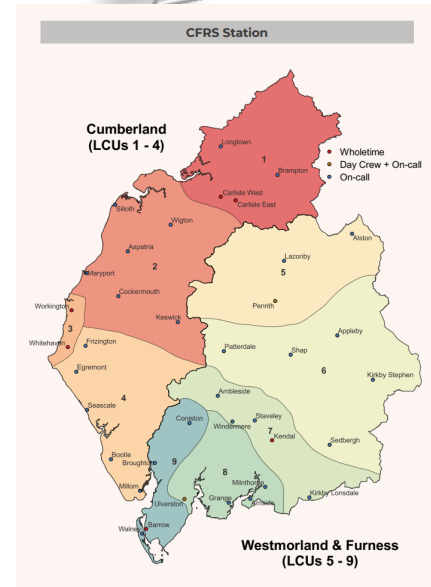 CFRS Station
Cumberland
(LCUs 1 - 4)
Wholetime
Day Crew + On-call
On-call
Longtown
1
Brampton
Carlisle West
Carlisle East
Silloth
Wigton
Aspatria
2
Maryport
Cockermouth
Keswick
Alston
Lazonby
5
Penrith
Workington
3
Whitehaven
Frizington
Egremont
4
Seascale
Bootle
Millom
Appleby
Patterdale
Shap
6
Kirkby Stephen
Sedbergh
Ambleside
Staveley
Windermere
7
Kendal
Kirkby Lonsdale
Coniston
9
Broughton
8
Milnthorpe
Grange
Arnside
Ulverston
Barrow
Walney
Westmorland & Furness
(LCUs 5 - 9)